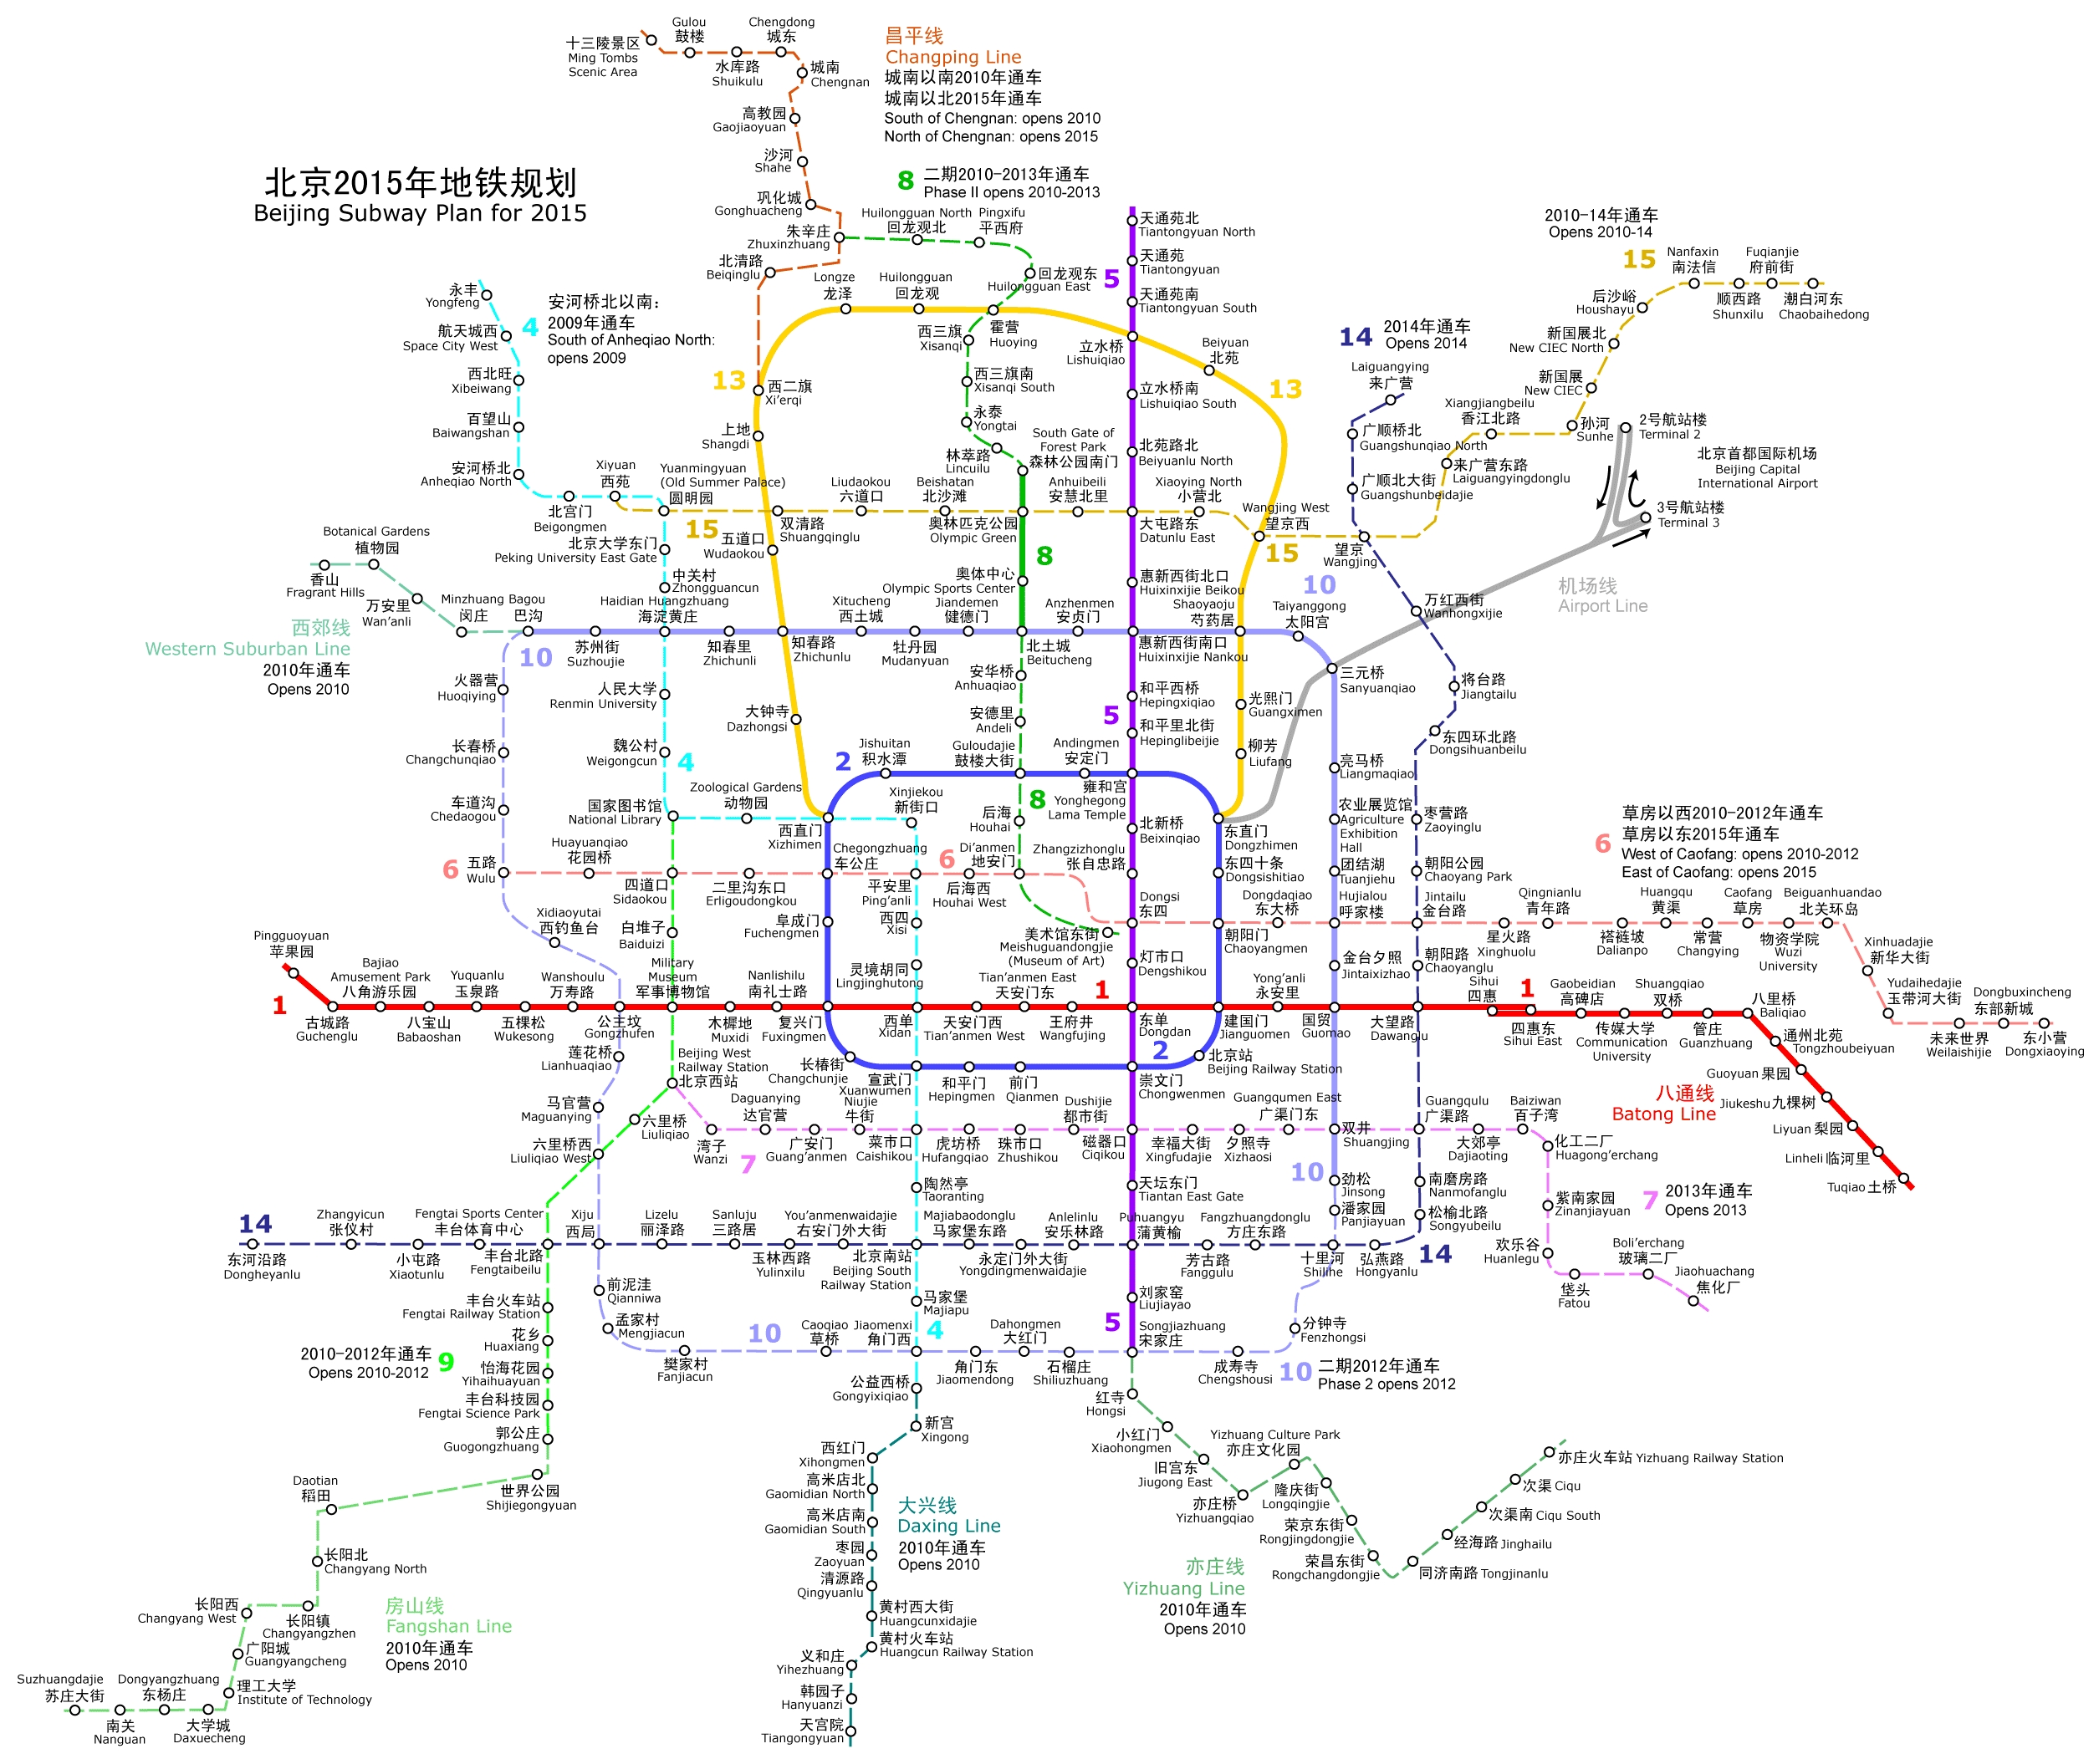 北京2015年地铁规划
Beijing Subway Plan for 2015
十三陵景区
Ming Tombs
Scenic Area
Gulou
鼓楼
水库路
Shuikulu
Chengdong
城东
城南
Chengnan
高教园
Gaojiaoyuan
沙河
Shahe
巩化城
Gonghuacheng
朱辛庄
Zhuxinzhuang
北清路
Beiqinglu
昌平线
Changping Line
城南以南2010年通车
城南以北2015年通车
South of Chengnan: opens 2010
North of Chengnan: opens 2015
8
二期2010-2013年通车
Phase II opens 2010-2013
Huilongguan North
回龙观北
Pingxifu
平西府
回龙观东
Huilongguan East
霍营
Huoying
西三旗
Xisanqi
西三旗南
Xisanqi South
永泰
Yongtai
林萃路
Lincuilu
South Gate of
Forest Park
森林公园南门
奥林匹克公园
Olympic Green
8
奥体中心
Olympic Sports Center
北土城
Beitucheng
安华桥
Anhuaqiao
安德里
Andeli
Guloudajie
鼓楼大街
8
后海
Houhai
Di’anmen
地安门
美术馆东街
Meishuguandongjie
(Museum of Art)
永丰
Yongfeng
航天城西
Space City West
4
安河桥北以南：
2009年通车
South of Anheqiao North:
opens 2009
西北旺
Xibeiwang
百望山
Baiwangshan
安河桥北
Anheqiao North
北宫门
Beigongmen
Xiyuan
西苑
Yuanmingyuan
(Old Summer Palace)
圆明园
北京大学东门
Peking University East Gate
中关村
Zhongguancun
Haidian Huangzhuang
海淀黄庄
人民大学
Renmin University
魏公村
Weigongcun
4
国家图书馆
National Library
Zoological Gardens
动物园
西直门
Xizhimen
Xinjiekou
新街口
平安里
Ping’anli
西四
Xisi
灵境胡同
Lingjinghutong
西单
Xidan
宣武门
Xuanwumen
菜市口
Caishikou
陶然亭
Taoranting
北京南站
Beijing South
Railway Station
马家堡
Majiapu
4
Jiaomenxi
角门西
公益西桥
Gongyixiqiao
新宫
Xingong
13
Longze
龙泽
Huilongguan
回龙观
西二旗
Xi’erqi
上地
Shangdi
五道口
Wudaokou
知春路
Zhichunlu
大钟寺
Dazhongsi
立水桥
Lishuiqiao
Beiyuan
北苑
13
Wangjing West
望京西
Shaoyaoju
芍药居
光熙门
Guangximen
柳芳
Liufang
东直门
Dongzhimen
5
天通苑北
Tiantongyuan North
天通苑
Tiantongyuan
天通苑南
Tiantongyuan South
立水桥南
Lishuiqiao South
北苑路北
Beiyuanlu North
大屯路东
Datunlu East
惠新西街北口
Huixinxijie Beikou
惠新西街南口
Huixinxijie Nankou
和平西桥
Hepingxiqiao
5
和平里北街
Hepinglibeijie
雍和宫
Yonghegong
Lama Temple
北新桥
Beixinqiao
Zhangzizhonglu
张自忠路
Dongsi
东四
灯市口
Dengshikou
东单
Dongdan
崇文门
Chongwenmen
磁器口
Ciqikou
天坛东门
Tiantan East Gate
Puhuangyu
蒲黄榆
刘家窑
Liujiayao
5
Songjiazhuang
宋家庄
2010-14年通车
Opens 2010-14
15
Nanfaxin
南法信
顺西路
Shunxilu
Fuqianjie
府前街
潮白河东
Chaobaihedong
后沙峪
Houshayu
新国展北
New CIEC North
新国展
New CIEC
孙河
Sunhe
Xiangjiangbeilu
香江北路
来广营东路
Laiguangyingdonglu
望京
Wangjing
15
Xiaoying North
小营北
Anhuibeili
安慧北里
Beishatan
北沙滩
Liudaokou
六道口
双清路
Shuangqinglu
15
14
2014年通车
Opens 2014
Laiguangying
来广营
广顺桥北
Guangshunqiao North
广顺北大街
Guangshunbeidajie
万红西街
Wanhongxijie
将台路
Jiangtailu
东四环北路
Dongsihuanbeilu
枣营路
Zaoyinglu
朝阳公园
Chaoyang Park
Jintailu
金台路
朝阳路
Chaoyanglu
大望路
Dawanglu
Guangqulu
广渠路
南磨房路
Nanmofanglu
松榆北路
Songyubeilu
14
弘燕路
Hongyanlu
十里河
Shilihe
Fangzhuangdonglu
方庄东路
芳古路
Fanggulu
Anlelinlu
安乐林路
永定门外大街
Yongdingmenwaidajie
Majiabaodonglu
马家堡东路
You’anmenwaidajie
右安门外大街
玉林西路
Yulinxilu
Sanluju
三路居
Lizelu
丽泽路
Xiju
西局
丰台北路
Fengtaibeilu
Fengtai Sports Center
丰台体育中心
小屯路
Xiaotunlu
Zhangyicun
张仪村
东河沿路
Dongheyanlu
14
2号航站楼
Terminal 2
北京首都国际机场
Beijing Capital
International Airport
3号航站楼
Terminal 3
机场线
Airport Line
Botanical Gardens
植物园
香山
Fragrant Hills
万安里
Wan’anli
Minzhuang
闵庄
西郊线
Western Suburban Line
2010年通车
Opens 2010
Bagou
巴沟
10
苏州街
Suzhoujie
知春里
Zhichunli
Xitucheng
西土城
牡丹园
Mudanyuan
Jiandemen
健德门
Anzhenmen
安贞门
10
Taiyanggong
太阳宫
三元桥
Sanyuanqiao
亮马桥
Liangmaqiao
农业展览馆
Agriculture
Exhibition
Hall
团结湖
Tuanjiehu
Hujialou
呼家楼
金台夕照
Jintaixizhao
国贸
Guomao
双井
Shuangjing
10
劲松
Jinsong
潘家园
Panjiayuan
分钟寺
Fenzhongsi
10
二期2012年通车
Phase 2 opens 2012
成寿寺
Chengshousi
石榴庄
Shiliuzhuang
Dahongmen
大红门
角门东
Jiaomendong
Caoqiao
草桥
10
樊家村
Fanjiacun
孟家村
Mengjiacun
前泥洼
Qianniwa
六里桥西
Liuliqiao West
马官营
Maguanying
莲花桥
Lianhuaqiao
公主坟
Gongzhufen
Xidiaoyutai
西钓鱼台
五路
Wulu
车道沟
Chedaogou
长春桥
Changchunqiao
火器营
Huoqiying
2
Jishuitan
积水潭
Andingmen
安定门
东四十条
Dongsishitiao
朝阳门
Chaoyangmen
建国门
Jianguomen
北京站
Beijing Railway Station
2
前门
Qianmen
和平门
Hepingmen
长椿街
Changchunjie
复兴门
Fuxingmen
阜成门
Fuchengmen
Chegongzhuang
车公庄
6
Huayuanqiao
花园桥
四道口
Sidaokou
二里沟东口
Erligoudongkou
6
后海西
Houhai West
Dongdaqiao
东大桥
星火路
Xinghuolu
Qingnianlu
青年路
褡裢坡
Dalianpo
Huangqu
黄渠
常营
Changying
Caofang
草房
物资学院
Wuzi
University
Beiguanhuandao
北关环岛
Xinhuadajie
新华大街
Yudaihedajie
玉带河大街
未来世界
Weilaishijie
Dongbuxincheng
东部新城
东小营
Dongxiaoying
6
草房以西2010-2012年通车
草房以东2015年通车
West of Caofang: opens 2010-2012
East of Caofang: opens 2015
Pingguoyuan
苹果园
1
古城路
Guchenglu
Bajiao
Amusement Park
八角游乐园
八宝山
Babaoshan
Yuquanlu
玉泉路
五棵松
Wukesong
Wanshoulu
万寿路
Military
Museum
军事博物馆
木樨地
Muxidi
Nanlishilu
南礼士路
天安门西
Tian’anmen West
Tian’anmen East
天安门东
王府井
Wangfujing
1
Yong’anli
永安里
Sihui
四惠
1
四惠东
Sihui East
Gaobeidian
高碑店
传媒大学
Communication
University
Shuangqiao
双桥
管庄
Guanzhuang
八里桥
Baliqiao
通州北苑
Tongzhoubeiyuan
Guoyuan 果园
Jiukeshu九棵树
Liyuan 梨园
Linheli 临河里
Tuqiao 土桥
八通线
Batong Line
白堆子
Baiduizi
Beijing West
Railway Station
北京西站
六里桥
Liuliqiao
丰台火车站
Fengtai Railway Station
花乡
Huaxiang
怡海花园
Yihaihuayuan
丰台科技园
Fengtai Science Park
郭公庄
Guogongzhuang
2010-2012年通车
Opens 2010-2012
9
世界公园
Shijiegongyuan
湾子
Wanzi
7
Daguanying
达官营
广安门
Guang’anmen
Niujie
牛街
虎坊桥
Hufangqiao
珠市口
Zhushikou
Dushijie
都市街
幸福大街
Xingfudajie
夕照寺
Xizhaosi
Guangqumen East
广渠门东
大郊亭
Dajiaoting
Baiziwan
百子湾
化工二厂
Huagong’erchang
紫南家园
Zinanjiayuan
7
2013年通车
Opens 2013
欢乐谷
Huanlegu
垡头
Fatou
Boli’erchang
玻璃二厂
Jiaohuachang
焦化厂
Daotian
稻田
长阳北
Changyang North
长阳镇
Changyangzhen
长阳西
Changyang West
广阳城
Guangyangcheng
理工大学
Institute of Technology
大学城
Daxuecheng
Dongyangzhuang
东杨庄
南关
Nanguan
Suzhuangdajie
苏庄大街
房山线
Fangshan Line
2010年通车
Opens 2010
西红门
Xihongmen
高米店北
Gaomidian North
高米店南
Gaomidian South
枣园
Zaoyuan
清源路
Qingyuanlu
黄村西大街
Huangcunxidajie
黄村火车站
Huangcun Railway Station
义和庄
Yihezhuang
韩园子
Hanyuanzi
天宫院
Tiangongyuan
大兴线
Daxing Line
2010年通车
Opens 2010
红寺
Hongsi
小红门
Xiaohongmen
旧宫东
Jiugong East
亦庄桥
Yizhuangqiao
Yizhuang Culture Park
亦庄文化园
隆庆街
Longqingjie
荣京东街
Rongjingdongjie
荣昌东街
Rongchangdongjie
同济南路 Tongjinanlu
经海路 Jinghailu
次渠南 Ciqu South
次渠 Ciqu
亦庄火车站 Yizhuang Railway Station
亦庄线
Yizhuang Line
2010年通车
Opens 2010